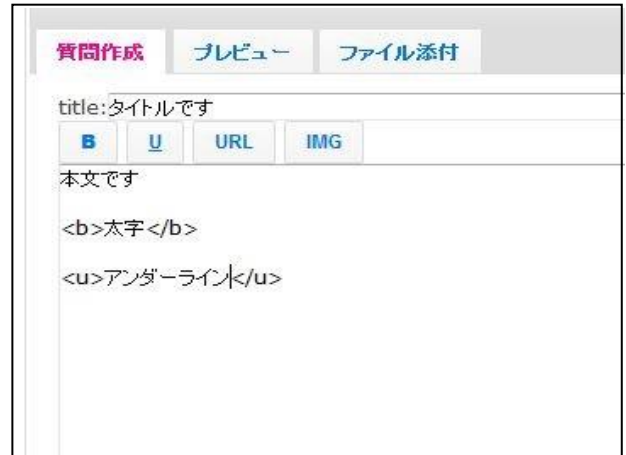 質問作成 プレビュー ファイル添付
title:タイトルです
B U URL IMG
本文です
<b>太字</b>
<u>アンダーライン</u>